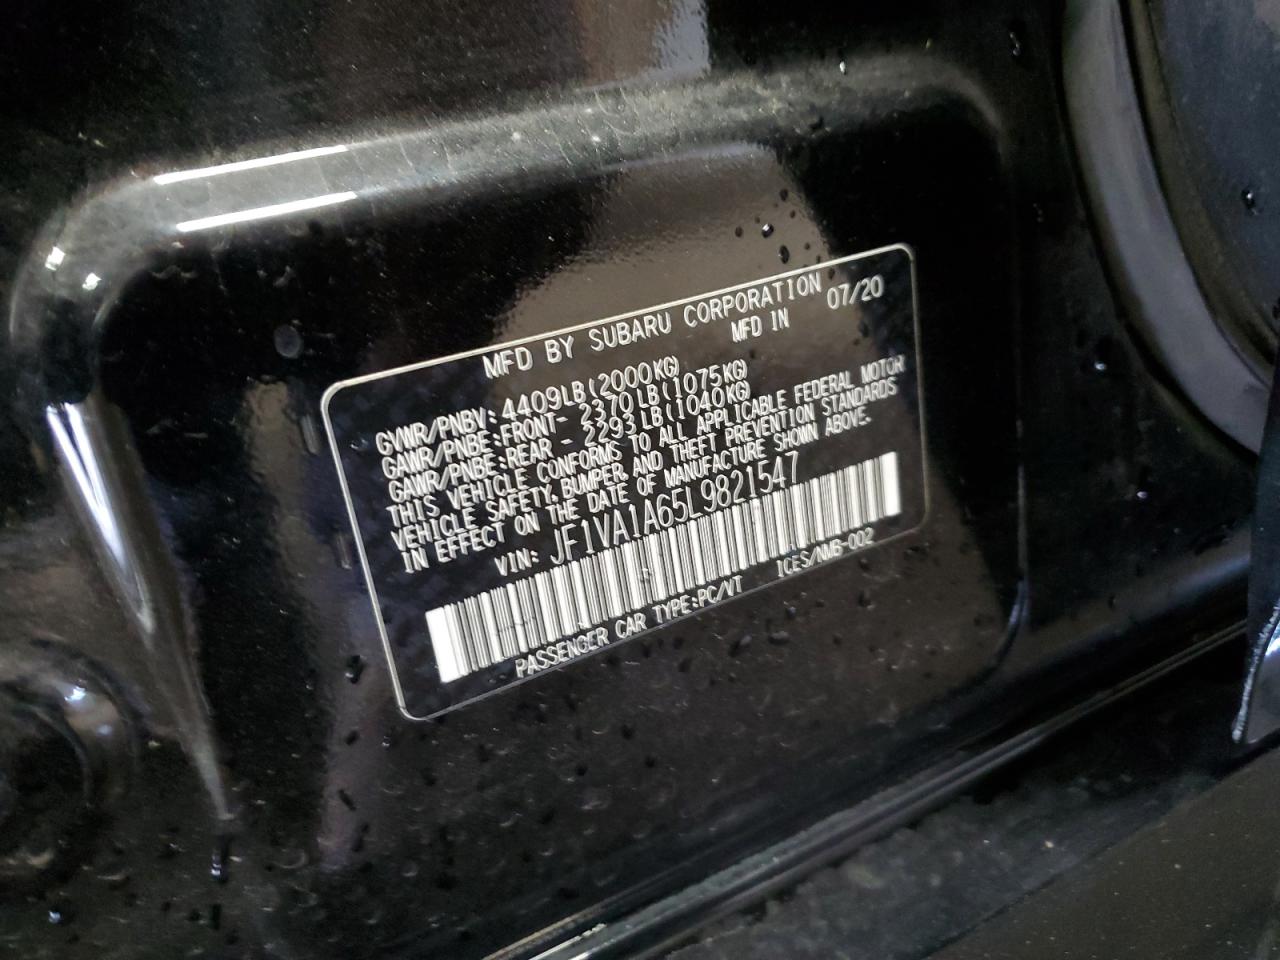 MFD BY SUBARU CORPORATION
MFD IN 07/20
GVWR/PNBV:4409LB(2000KG)
GAWR/PNBE:FRONT- 2370LB(1075KG)
GAWR/PNBE:REAR - 2293LB(1040KG)
THIS VEHICLE CONFORMS TO ALL APPLICABLE FEDERAL MOTOR
VEHICLE SAFETY, BUMPER, AND THEFT PREVENTION STANDARDS
IN EFFECT ON THE DATE OF MANUFACTURE SHOWN ABOVE.
VIN: JF1VA1A65L9821547
PASSENGER CAR TYPE:PC/VT ICES/NMB-002